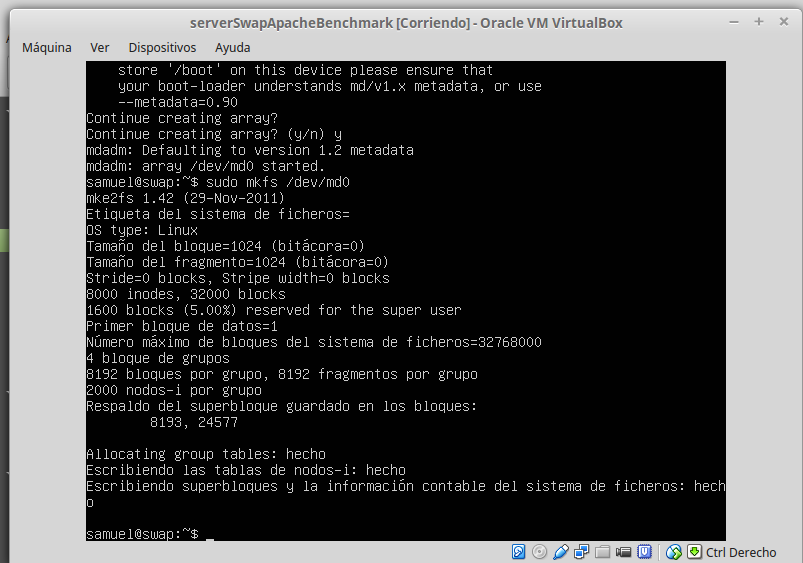 serverSwapApacheBenchmark [Corriendo] - Oracle VM VirtualBox
Máquina Ver Dispositivos Ayuda
store '/boot' on this device please ensure that
your boot-loader understands md/v1.x metadata, or use
--metadata=0.90
Continue creating array?
Continue creating array? (y/n) y
mdadm: Defaulting to version 1.2 metadata
mdadm: array /dev/md0 started.
samuel@swap:~$ sudo mkfs /dev/md0
mke2fs 1.42 (29-Nov-2011)
Etiqueta del sistema de ficheros=
OS type: Linux
Tamaño del bloque=1024 (bitácora=0)
Tamaño del fragmento=1024 (bitácora=0)
Stride=0 blocks, Stripe width=0 blocks
8000 inodes, 32000 blocks
1600 blocks (5.00%) reserved for the super user
Primer bloque de datos=1
Número máximo de bloques del sistema de ficheros=32768000
4 bloque de grupos
8192 bloques por grupo, 8192 fragmentos por grupo
2000 nodos-i por grupo
Respaldo del superbloque guardado en los bloques:
8193, 24577
Allocating group tables: hecho
Escribiendo las tablas de nodos-i: hecho
Escribiendo superbloques y la información contable del sistema de ficheros: hech
o
samuel@swap:~$ _
Ctrl Derecho